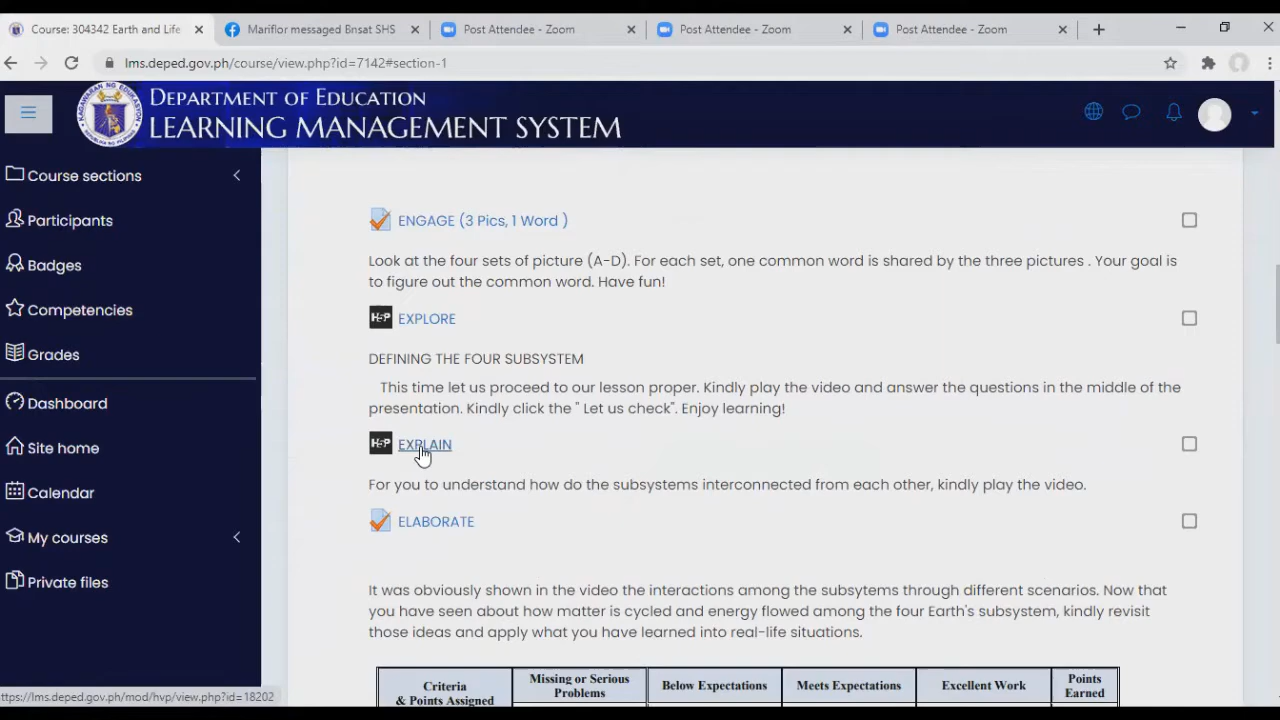 Course: 304342 Earth and Life
Mariflor messaged Bnsat SHS
Post Attendee - Zoom
Post Attendee - Zoom
Post Attendee - Zoom
lms.deped.gov.ph/course/view.php?id=7142#section-1
DEPARTMENT OF EDUCATION
LEARNING MANAGEMENT SYSTEM
Course sections
Participants
Badges
Competencies
Grades
Dashboard
Site home
Calendar
My courses
Private files
ENGAGE (3 Pics, 1 Word )
Look at the four sets of picture (A-D). For each set, one common word is shared by the three pictures . Your goal is
to figure out the common word. Have fun!
H5P EXPLORE
DEFINING THE FOUR SUBSYSTEM
This time let us proceed to our lesson proper. Kindly play the video and answer the questions in the middle of the
presentation. Kindly click the " Let us check". Enjoy learning!
H5P EXPLAIN
For you to understand how do the subsystems interconnected from each other, kindly play the video.
ELABORATE
It was obviously shown in the video the interactions among the subsytems through different scenarios. Now that
you have seen about how matter is cycled and energy flowed among the four Earth's subsystem, kindly revisit
those ideas and apply what you have learned into real-life situations.
Criteria
& Points Assigned
Missing or Serious
Problems
Below Expectations
Meets Expectations
Excellent Work
Points
Earned
https://lms.deped.gov.ph/mod/hvp/view.php?id=18202